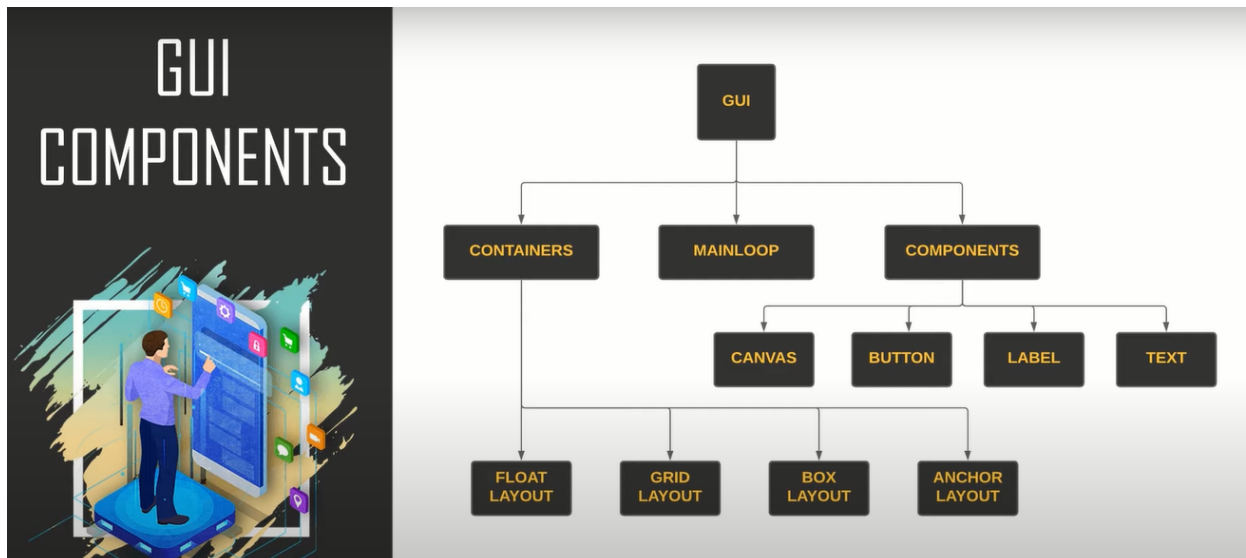 GUI
COMPONENTS
GUI
CONTAINERS
MAINLOOP
COMPONENTS
CANVAS
BUTTON
LABEL
TEXT
FLOAT
LAYOUT
GRID
LAYOUT
BOX
LAYOUT
ANCHOR
LAYOUT